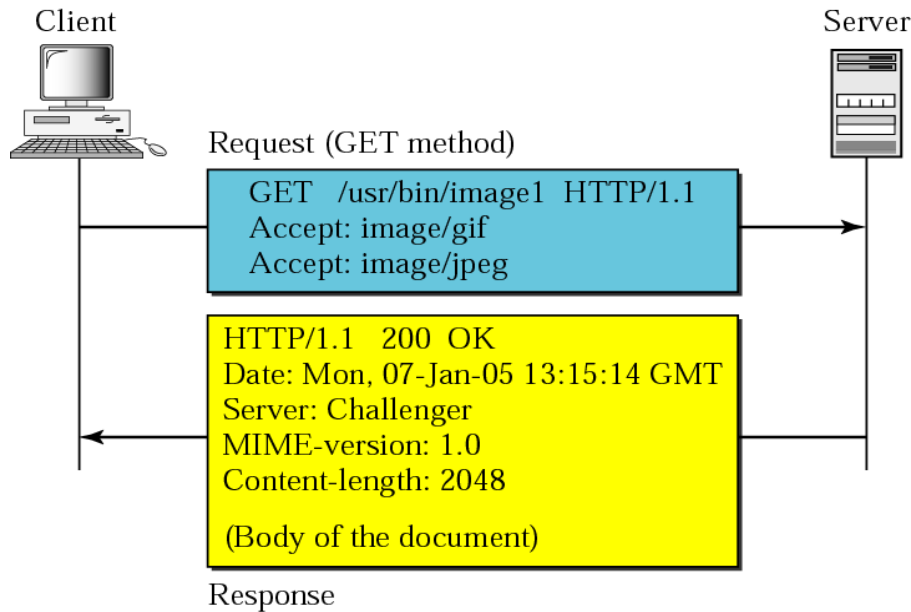 Client
Server
Request (GET method)
GET /usr/bin/image1 HTTP/1.1
Accept: image/gif
Accept: image/jpeg
HTTP/1.1 200 OK
Date: Mon, 07-Jan-05 13:15:14 GMT
Server: Challenger
MIME-version: 1.0
Content-length: 2048
(Body of the document)
Response